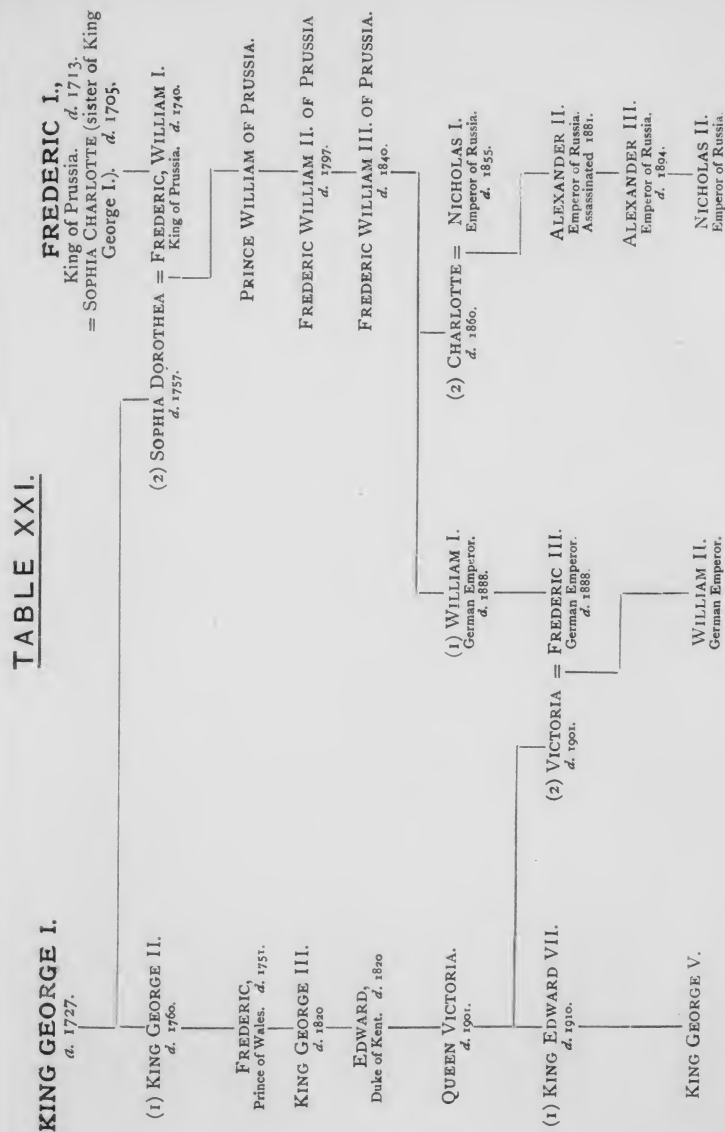 TABLE XXI.
KING GEORGE I.
a. 1727.
FREDERIC I.,
King of Prussia. d. 1713.
= SOPHIA CHARLOTTE (sister of King
George I.). d. 1705.
(1) KING GEORGE II.
d. 1760.
(2) SOPHIA DOROTHEA = FREDERIC, WILLIAM I.
d. 1757.
King of Prussia. d. 1740.
FREDERIC,
Prince of Wales. d. 1751.
PRINCE WILLIAM OF PRUSSIA.
KING GEORGE III.
d. 1820
FREDERIC WILLIAM II. OF PRUSSIA
d. 1797.
EDWARD,
Duke of Kent. d. 1820
FREDERIC WILLIAM III. OF PRUSSIA.
d. 1840.
QUEEN VICTORIA.
d. 1901.
(1) WILLIAM I.
German Emperor.
d. 1888.
(2) CHARLOTTE = NICHOLAS I.
d. 1860.
Emperor of Russia.
d. 1855.
(1) KING EDWARD VII.
d. 1910.
(2) VICTORIA = FREDERIC III.
d. 1901.
German Emperor.
d. 1888.
ALEXANDER II.
Emperor of Russia.
Assassinated 1881.
ALEXANDER III.
Emperor of Russia.
d. 1894.
KING GEORGE V.
WILLIAM II.
German Emperor.
NICHOLAS II.
Emperor of Russia.